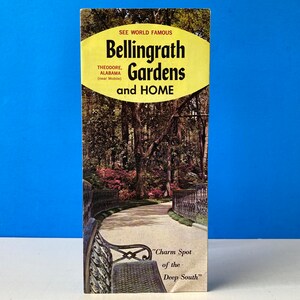 SEE WORLD FAMOUS
Bellingrath
THEODORE,
ALABAMA
(near Mobile)
Gardens
and HOME
"Charm Spot
of the
Deep South"